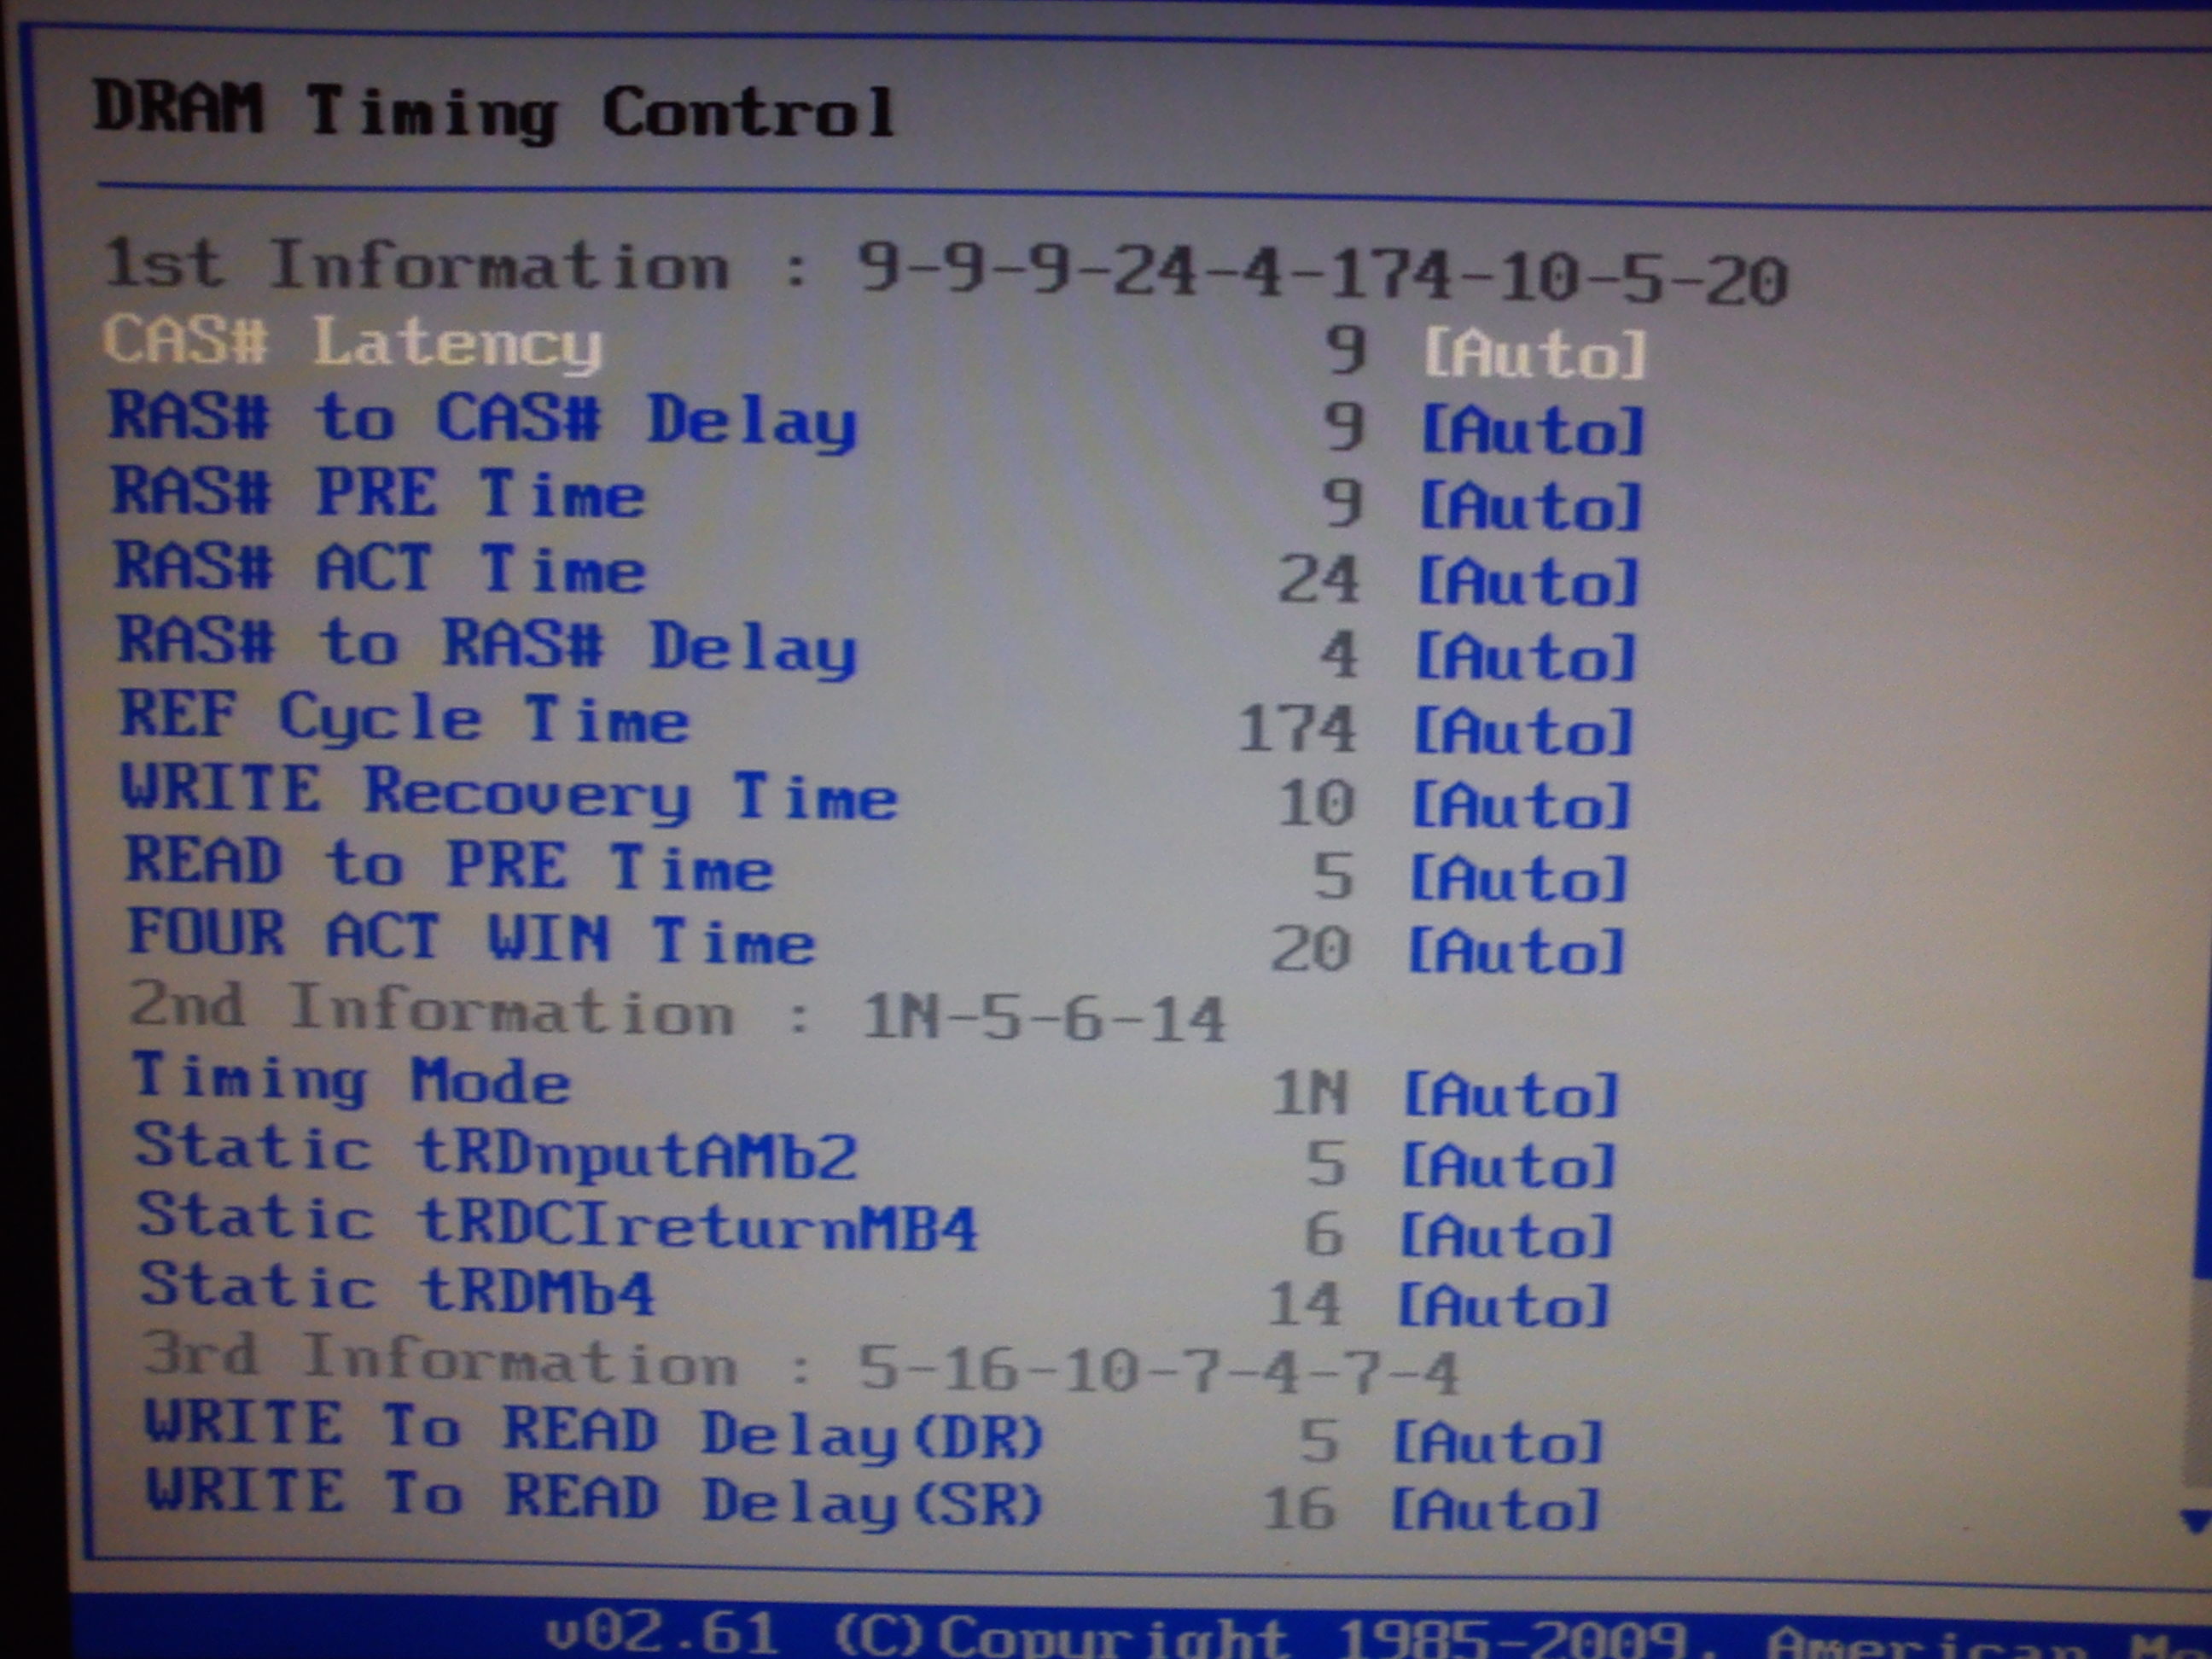 DRAM Timing Control
1st Information : 9-9-9-24-4-174-10-5-20
CAS# Latency 9 [Auto]
RAS# to CAS# Delay 9 [Auto]
RAS# PRE Time 9 [Auto]
RAS# ACT Time 24 [Auto]
RAS# to RAS# Delay 4 [Auto]
REF Cycle Time 174 [Auto]
WRITE Recovery Time 10 [Auto]
READ to PRE Time 5 [Auto]
FOUR ACT WIN Time 20 [Auto]
2nd Information : 1N-5-6-14
Timing Mode 1N [Auto]
Static tRDnputAMb2 5 [Auto]
Static tRDCIreturnMB4 6 [Auto]
Static tRDMb4 14 [Auto]
3rd Information : 5-16-10-7-4-7-4
WRITE To READ Delay(DR) 5 [Auto]
WRITE To READ Delay(SR) 16 [Auto]
v02.61 (C)Copyright 1985-2009, American